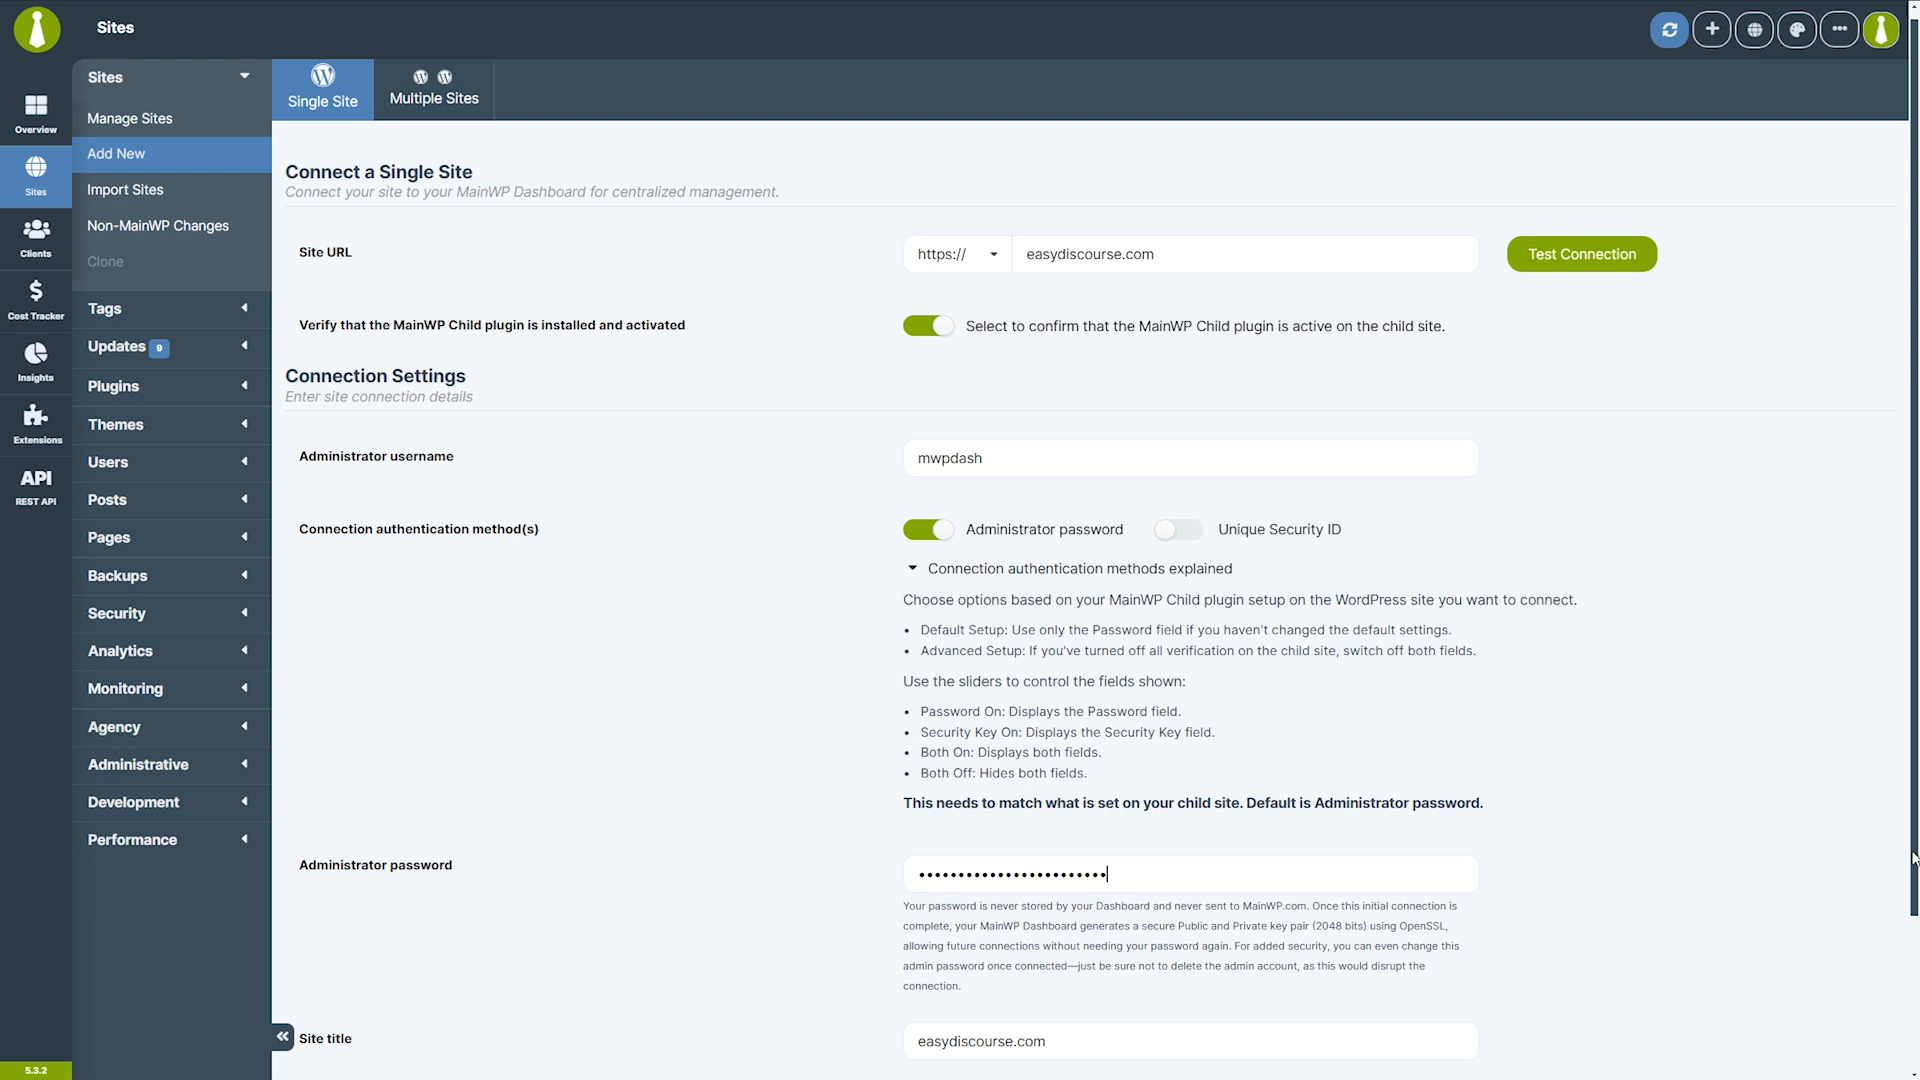 Sites
Overview
Sites
Clients
Cost Tracker
Insights
Extensions
API
REST API
5.3.2
Sites
Manage Sites
Add New
Import Sites
Non-MainWP Changes
Clone
Tags
Updates 9
Plugins
Themes
Users
Posts
Pages
Backups
Security
Analytics
Monitoring
Agency
Administrative
Development
Performance
Single Site
Multiple Sites
Connect a Single Site
Connect your site to your MainWP Dashboard for centralized management.
Site URL
https:// easydiscourse.com
Test Connection
Verify that the MainWP Child plugin is installed and activated
Select to confirm that the MainWP Child plugin is active on the child site.
Connection Settings
Enter site connection details
Administrator username
mwpdash
Connection authentication method(s)
Administrator password
Unique Security ID
Connection authentication methods explained
Choose options based on your MainWP Child plugin setup on the WordPress site you want to connect.
• Default Setup: Use only the Password field if you haven't changed the default settings.
• Advanced Setup: If you've turned off all verification on the child site, switch off both fields.
Use the sliders to control the fields shown:
• Password On: Displays the Password field.
• Security Key On: Displays the Security Key field.
• Both On: Displays both fields.
• Both Off: Hides both fields.
This needs to match what is set on your child site. Default is Administrator password.
Administrator password
Your password is never stored by your Dashboard and never sent to MainWP.com. Once this initial connection is
complete, your MainWP Dashboard generates a secure Public and Private key pair (2048 bits) using OpenSSL,
allowing future connections without needing your password again. For added security, you can even change this
admin password once connected—just be sure not to delete the admin account, as this would disrupt the
connection.
Site title
easydiscourse.com